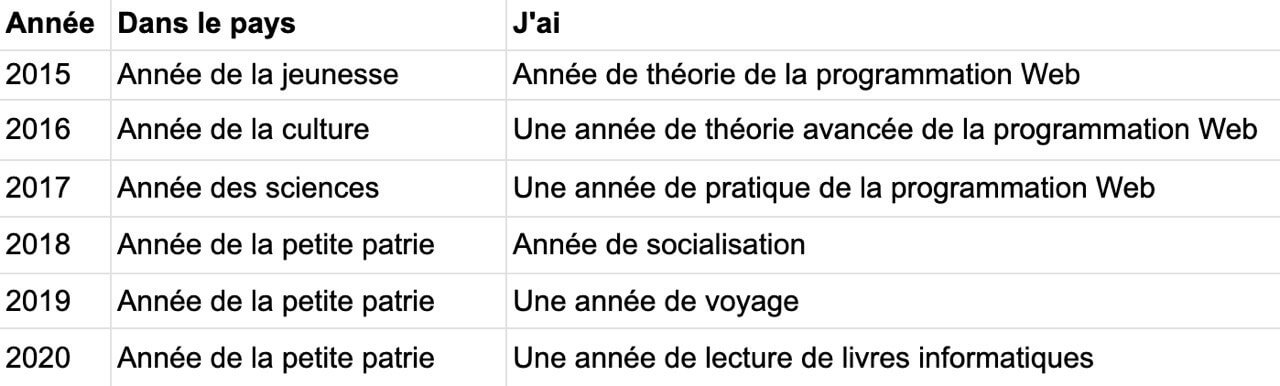 Année Dans le pays J'ai
2015 Année de la jeunesse Année de théorie de la programmation Web
2016 Année de la culture Une année de théorie avancée de la programmation Web
2017 Année des sciences Une année de pratique de la programmation Web
2018 Année de la petite patrie Année de socialisation
2019 Année de la petite patrie Une année de voyage
2020 Année de la petite patrie Une année de lecture de livres informatiques